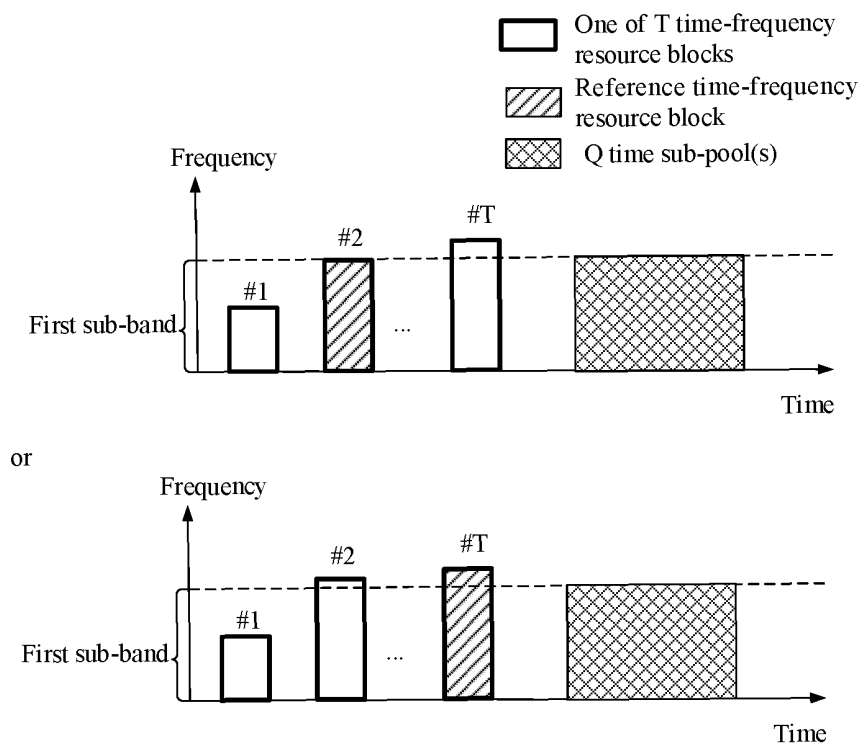 One of T time-frequency
resource blocks
Reference time-frequency
resource block
Q time sub-pool(s)
Frequency
#T
#2
#1
First sub-band
...
Time
or
Frequency
#T
#2
#1
First sub-band
...
Time